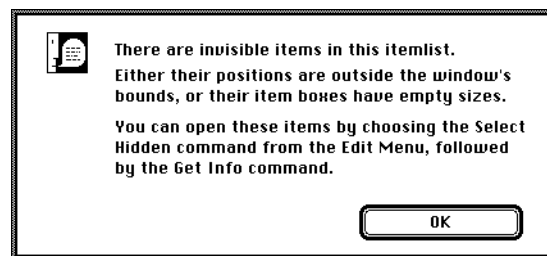 There are invisible items in this itemlist.
Either their positions are outside the window's
bounds, or their item boxes have empty sizes.
You can open these items by choosing the Select
Hidden command from the Edit Menu, followed
by the Get Info command.
OK